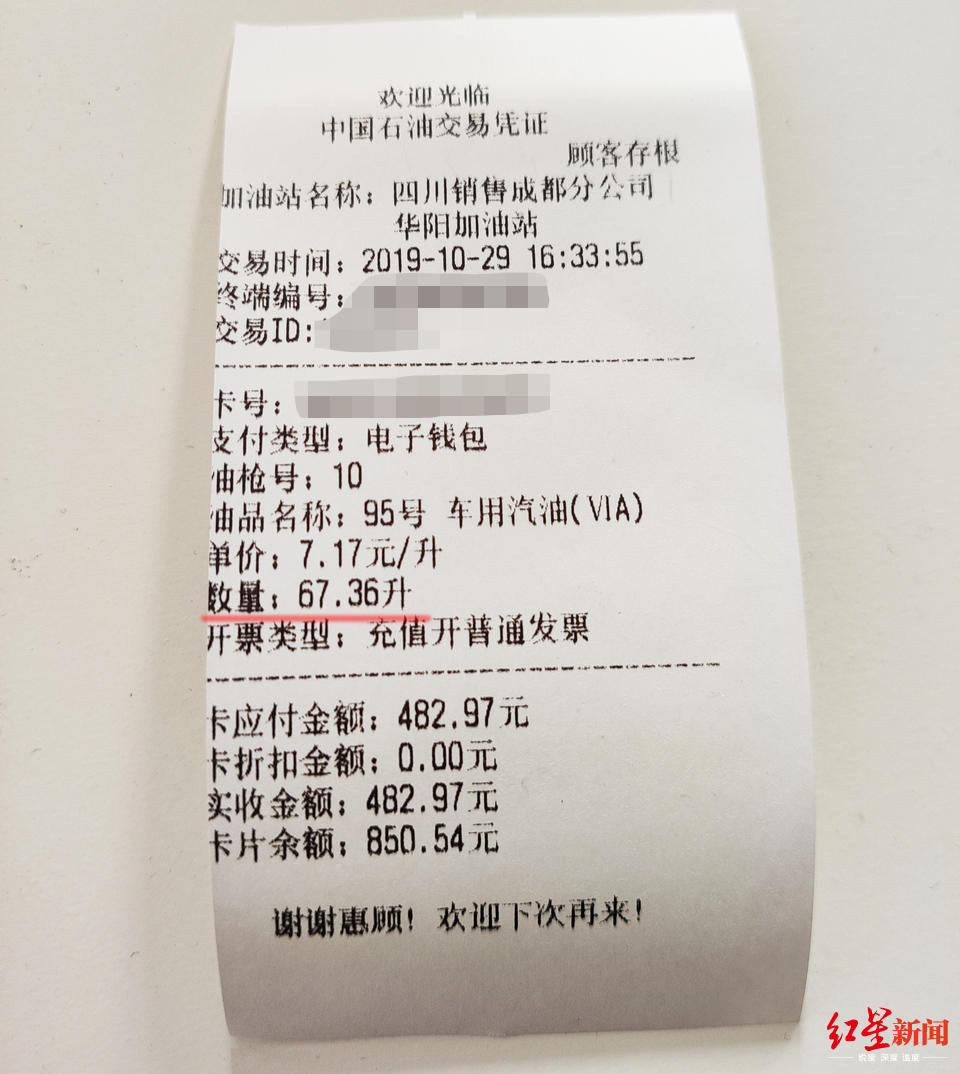 欢迎光临
中国石油交易凭证
顾客存根
加油站名称：四川销售成都分公司
华阳加油站
交易时间：2019-10-29 16:33:55
终端编号：
交易ID:
卡号：
支付类型：电子钱包
油枪号：10
油品名称：95号 车用汽油(VIA)
单价：7.17元/升
数量：67.36升
开票类型：充值开普通发票
卡应付金额：482.97元
卡折扣金额：0.00元
实收金额：482.97元
卡片余额：850.54元
谢谢惠顾！欢迎下次再来！
红星新闻
锐度 深度 温度